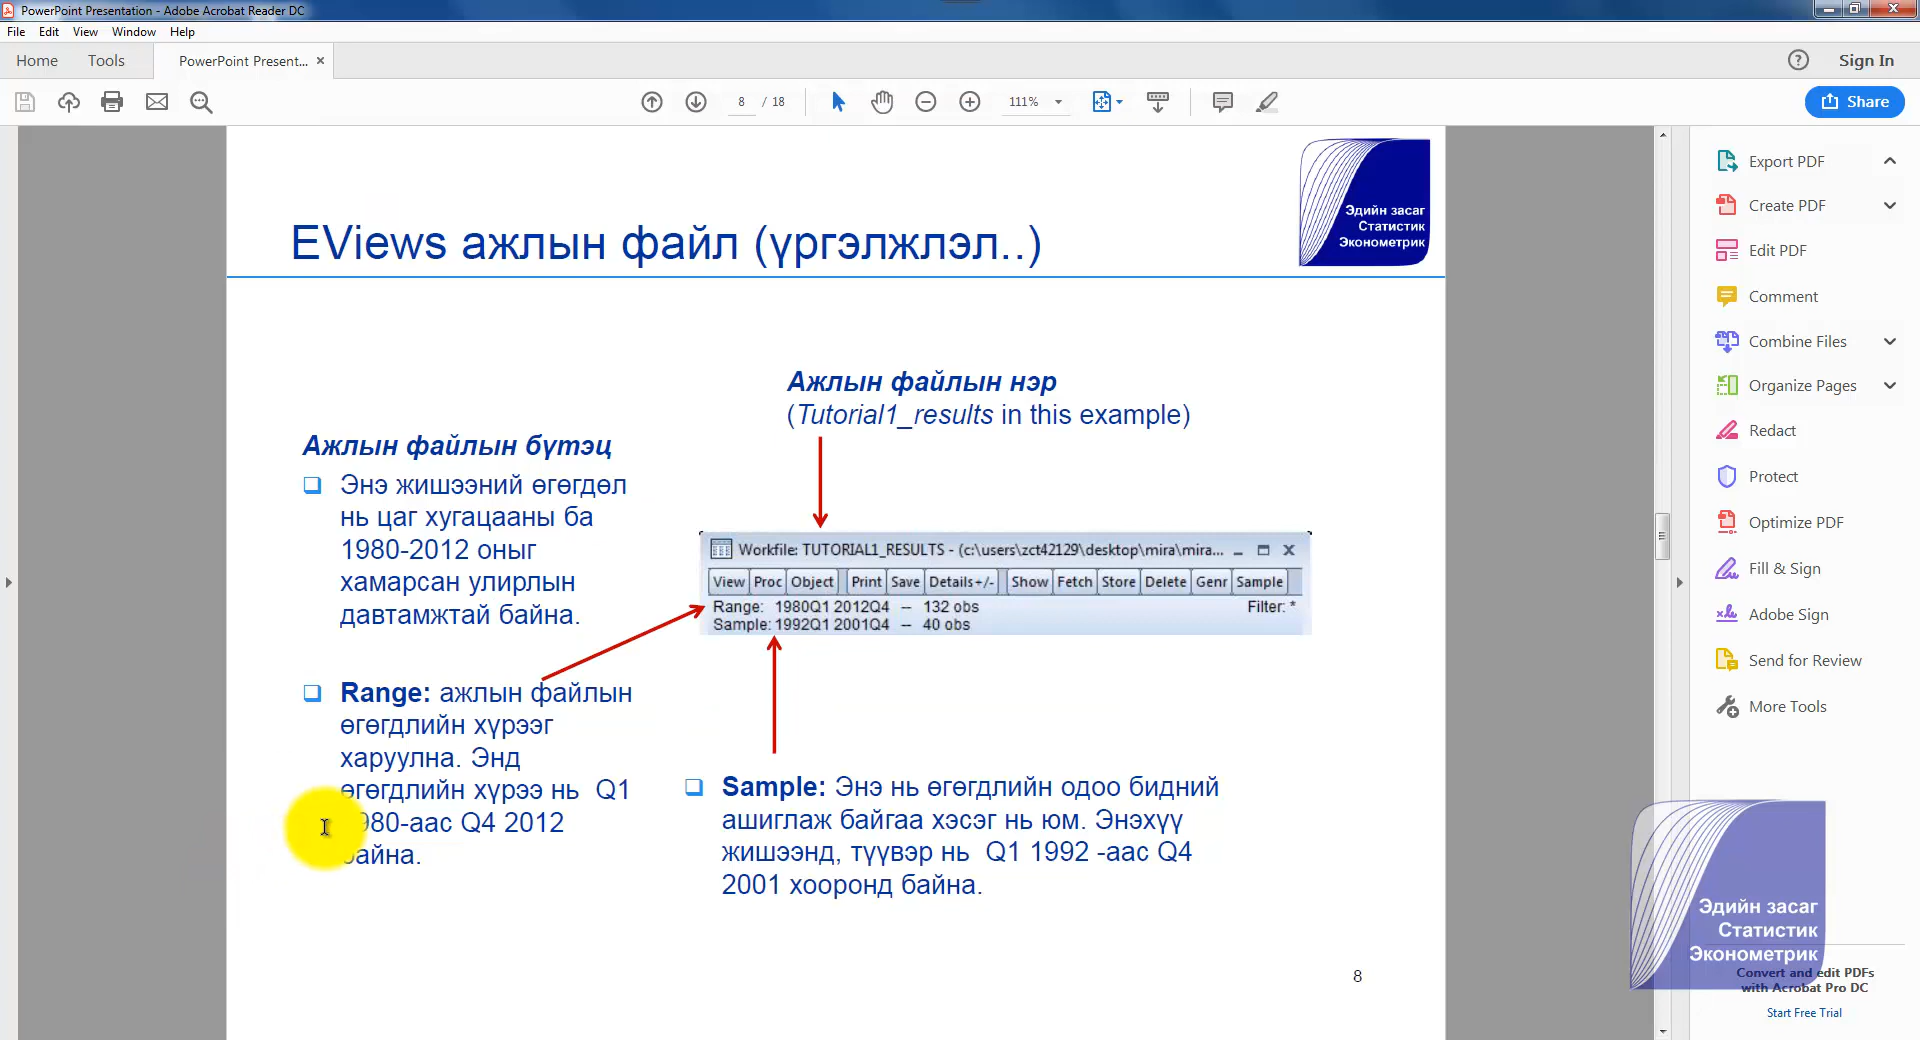 PowerPoint Presentation - Adobe Acrobat Reader DC
File Edit View Window Help
Home Tools PowerPoint Present... × Sign In
8 / 18 111% Share
Эдийн засаг
Статистик
Эконометрик
EViews ажлын файл (үргэлжлэл..)
Ажлын файлын нэр
(Tutorial1_results in this example)
Ажлын файлын бүтэц
Энэ жишээний өгөгдөл
нь цаг хугацааны ба
1980-2012 оныг
хамарсан улирлын
давтамжтай байна.
Workfile: TUTORIAL1_RESULTS - (c:\users\zct42129\desktop\mira\mira...
View Proc Object Print Save Details+/- Show Fetch Store Delete Genr Sample
Range: 1980Q1 2012Q4 -- 132 obs Filter: *
Sample: 1992Q1 2001Q4 -- 40 obs
Range: ажлын файлын
өгөгдлийн хүрээг
харуулна. Энд
өгөгдлийн хүрээ нь Q1
980-аас Q4 2012
байна.
Sample: Энэ нь өгөгдлийн одоо бидний
ашиглаж байгаа хэсэг нь юм. Энэхүү
жишээнд, түүвэр нь Q1 1992 -аас Q4
2001 хооронд байна.
8
Export PDF
Create PDF
Edit PDF
Comment
Combine Files
Organize Pages
Redact
Protect
Optimize PDF
Fill & Sign
Adobe Sign
Send for Review
More Tools
Эдийн засаг
Статистик
Эконометрик
Convert and edit PDFs
with Acrobat Pro DC
Start Free Trial